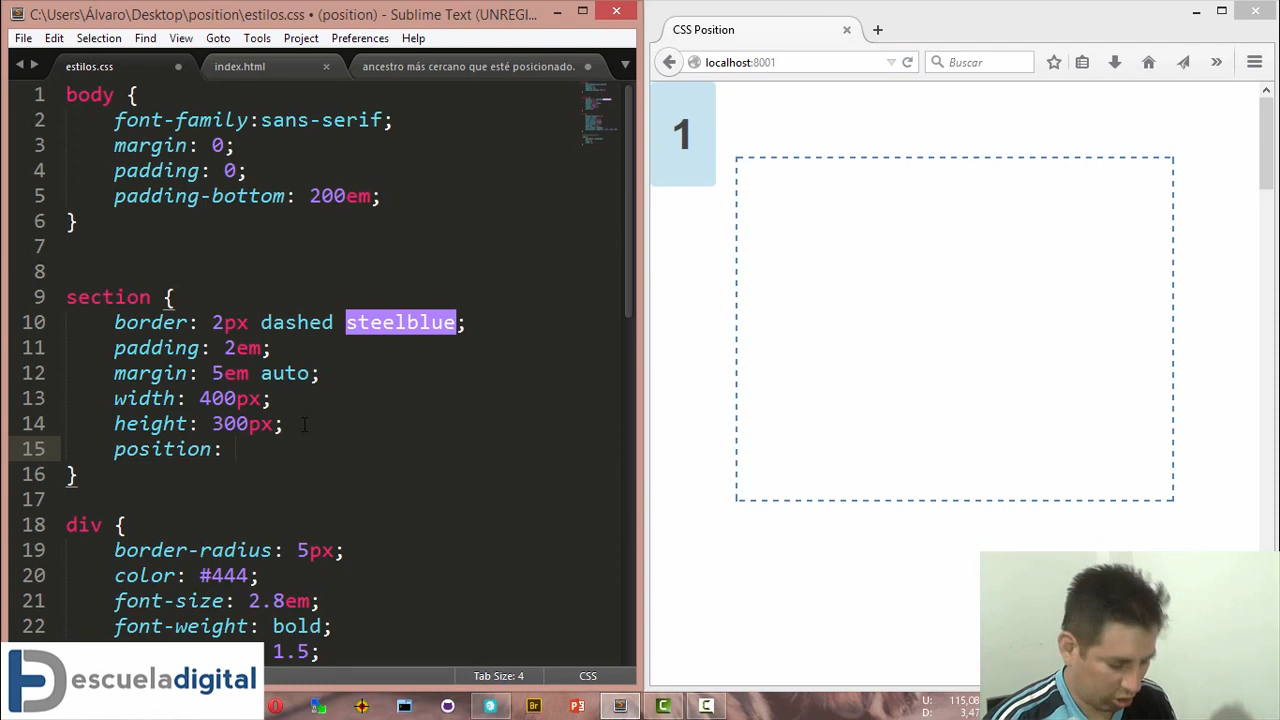 C:\Users\Álvaro\Desktop\position\estilos.css • (position) - Sublime Text (UNREGI...
File Edit Selection Find View Goto Tools Project Preferences Help
estilos.css
index.html
ancestro más cercano que esté posicionado.
1 body {
2 font-family:sans-serif;
3 margin: 0;
4 padding: 0;
5 padding-bottom: 200em;
6 }
7
8
9 section {
10 border: 2px dashed steelblue;
11 padding: 2em;
12 margin: 5em auto;
13 width: 400px;
14 height: 300px;
15 position:
16 }
17
18 div {
19 border-radius: 5px;
20 color: #444;
21 font-size: 2.8em;
22 font-weight: bold;
1.5;
escueladigital
Tab Size: 4
CSS
CSS Position
localhost:8001
Buscar
1
U: 115,08
D: 3,47